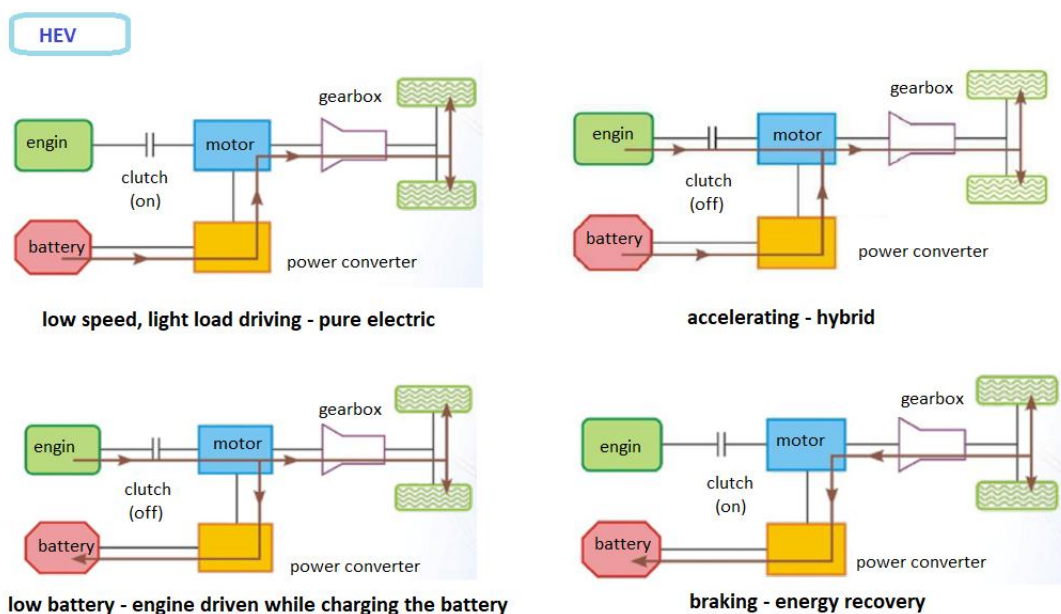 HEV
gearbox
engin
motor
clutch
(on)
battery
power converter
low speed, light load driving - pure electric
gearbox
engin
motor
clutch
(off)
battery
power converter
accelerating - hybrid
gearbox
engin
motor
clutch
(off)
battery
power converter
low battery - engine driven while charging the battery
gearbox
engin
motor
clutch
(on)
battery
power converter
braking - energy recovery